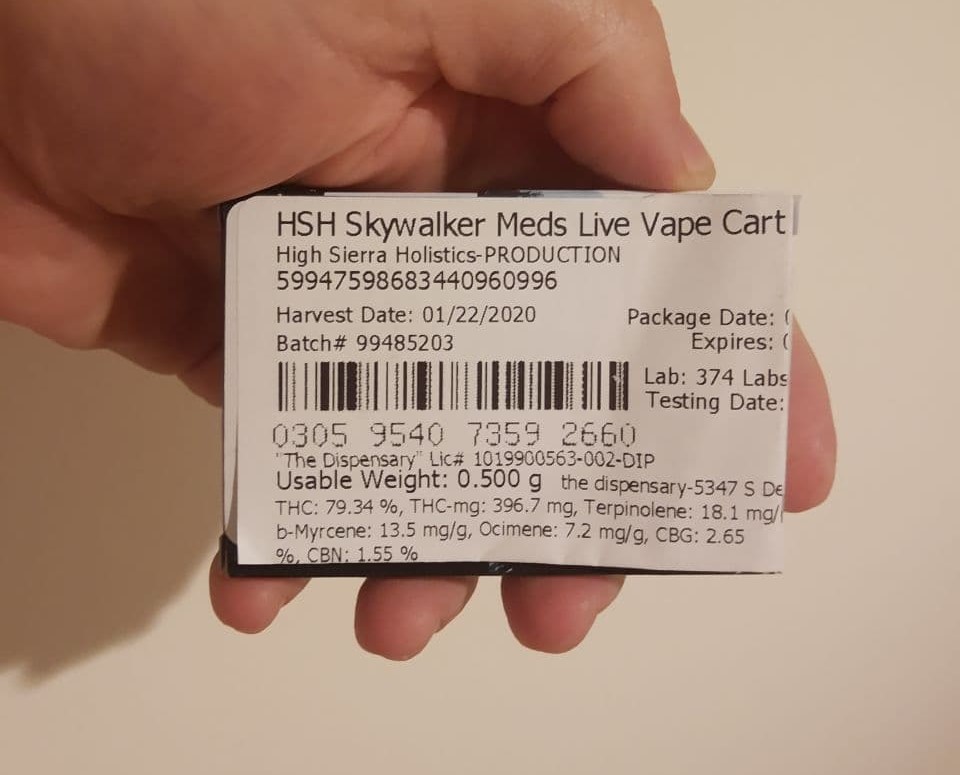 HSH Skywalker Meds Live Vape Cart
High Sierra Holistics-PRODUCTION
59947598683440960996
Harvest Date: 01/22/2020 Package Date:
Batch# 99485203 Expires:
Lab: 374 Labs
Testing Date:
0305 9540 7359 2660
"The Dispensary" Lic# 1019900563-002-DIP
Usable Weight: 0.500 g the dispensary-5347 S De
THC: 79.34 %, THC-mg: 396.7 mg, Terpinolene: 18.1 mg/
b-Myrcene: 13.5 mg/g, Ocimene: 7.2 mg/g, CBG: 2.65
%, CBN: 1.55 %